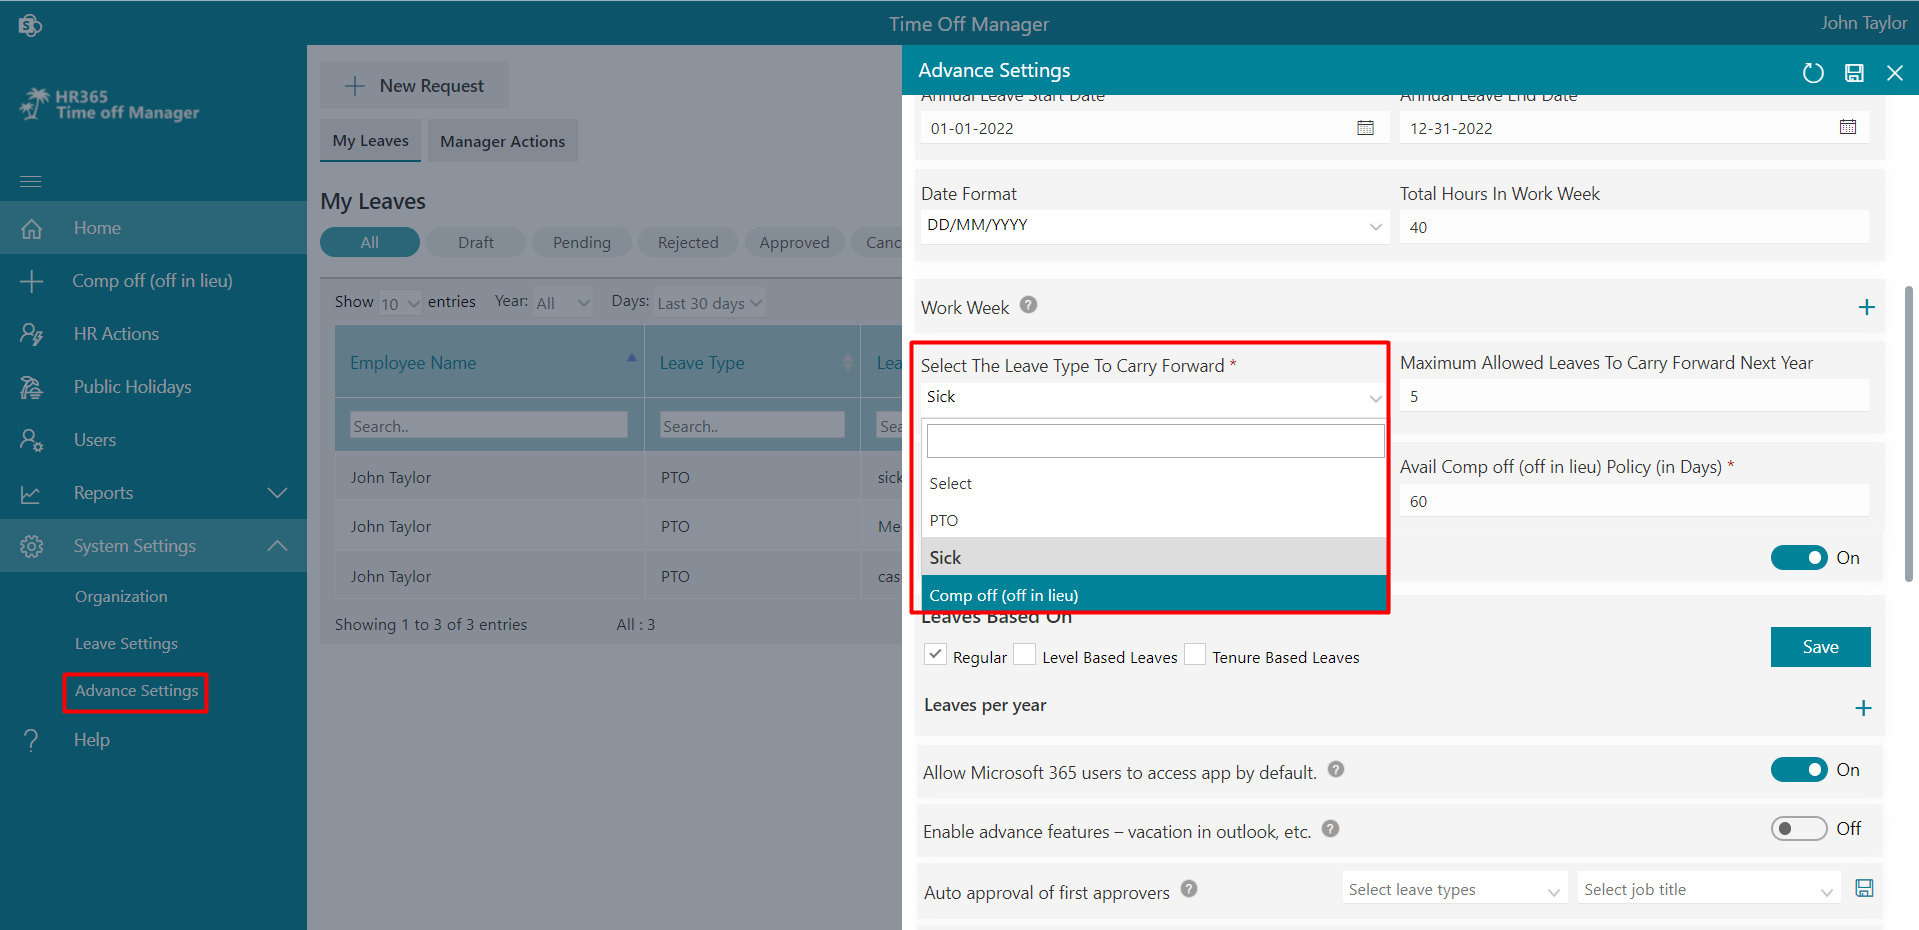 Time Off Manager
John Taylor
HR365
Time off Manager
Home
Comp off (off in lieu)
HR Actions
Public Holidays
Users
Reports
System Settings
Organization
Leave Settings
Advance Settings
Help
New Request
My Leaves
Manager Actions
My Leaves
All
Draft
Pending
Rejected
Approved
Canc
Show 10 entries Year: All Days: Last 30 days
Employee Name
Leave Type
Lea
Search..
Search..
Sea
John Taylor PTO sick
John Taylor PTO Me
John Taylor PTO cas
Showing 1 to 3 of 3 entries All : 3
Advance Settings
Annual Leave Start Date
Annual Leave End Date
01-01-2022
12-31-2022
Date Format
Total Hours In Work Week
DD/MM/YYYY
40
Work Week ?
+
Select The Leave Type To Carry Forward *
Sick
Select
PTO
Sick
Comp off (off in lieu)
Maximum Allowed Leaves To Carry Forward Next Year
5
Avail Comp off (off in lieu) Policy (in Days) *
60
On
Leaves Based On
Regular
Level Based Leaves
Tenure Based Leaves
Save
Leaves per year
+
Allow Microsoft 365 users to access app by default. ?
On
Enable advance features – vacation in outlook, etc. ?
Off
Auto approval of first approvers ?
Select leave types
Select job title